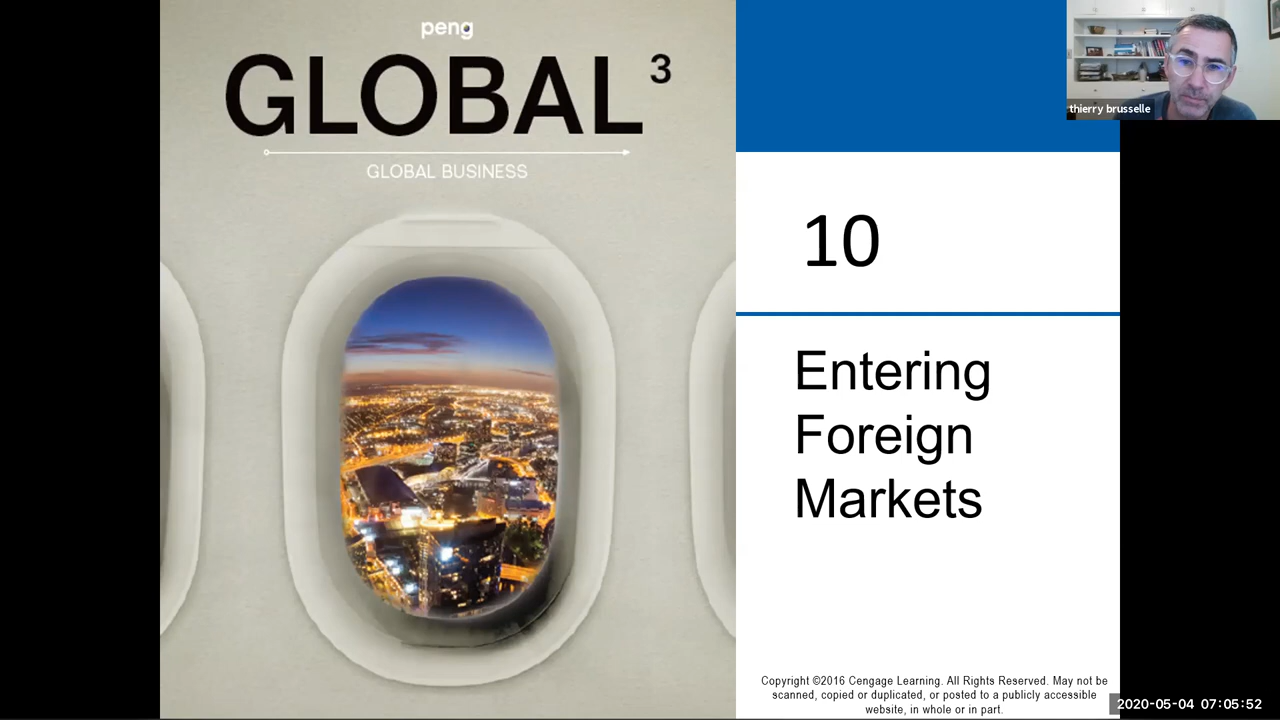 peng
GLOBAL 3
GLOBAL BUSINESS
thierry brusselle
10
Entering
Foreign
Markets
Copyright ©2016 Cengage Learning. All Rights Reserved. May not be
scanned, copied or duplicated, or posted to a publicly accessible
website, in whole or in part.
2020-05-04 07:05:52